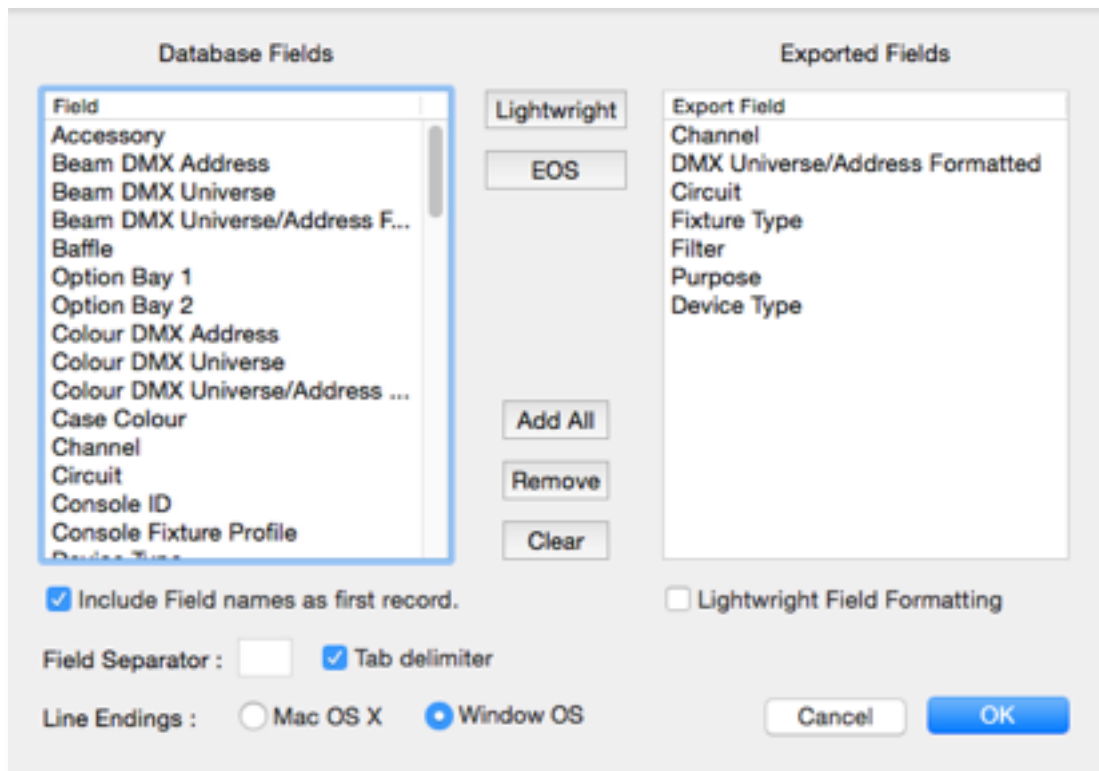 Database Fields
Exported Fields
Field
Accessory
Beam DMX Address
Beam DMX Universe
Beam DMX Universe/Address F...
Baffle
Option Bay 1
Option Bay 2
Colour DMX Address
Colour DMX Universe
Colour DMX Universe/Address ...
Case Colour
Channel
Circuit
Console ID
Console Fixture Profile
Device Type
Lightwright
EOS
Add All
Remove
Clear
Export Field
Channel
DMX Universe/Address Formatted
Circuit
Fixture Type
Filter
Purpose
Device Type
Include Field names as first record.
Lightwright Field Formatting
Field Separator :
Tab delimiter
Line Endings :
Mac OS X
Window OS
Cancel
OK